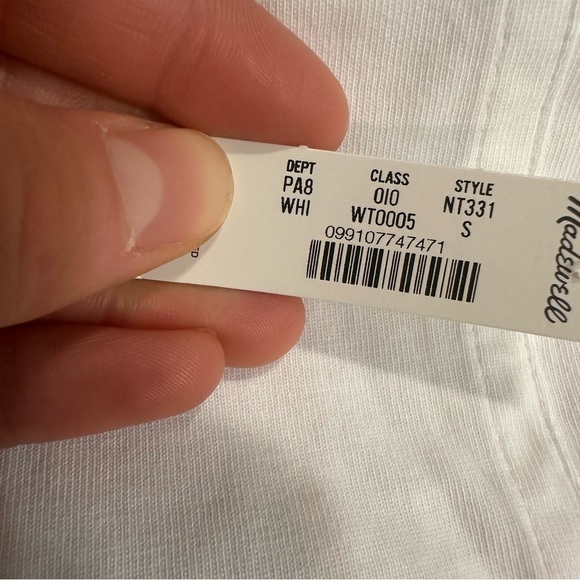 DEPT CLASS STYLE
PA8 010 NT331
WHI WT0005 S
099107747471
Madewell